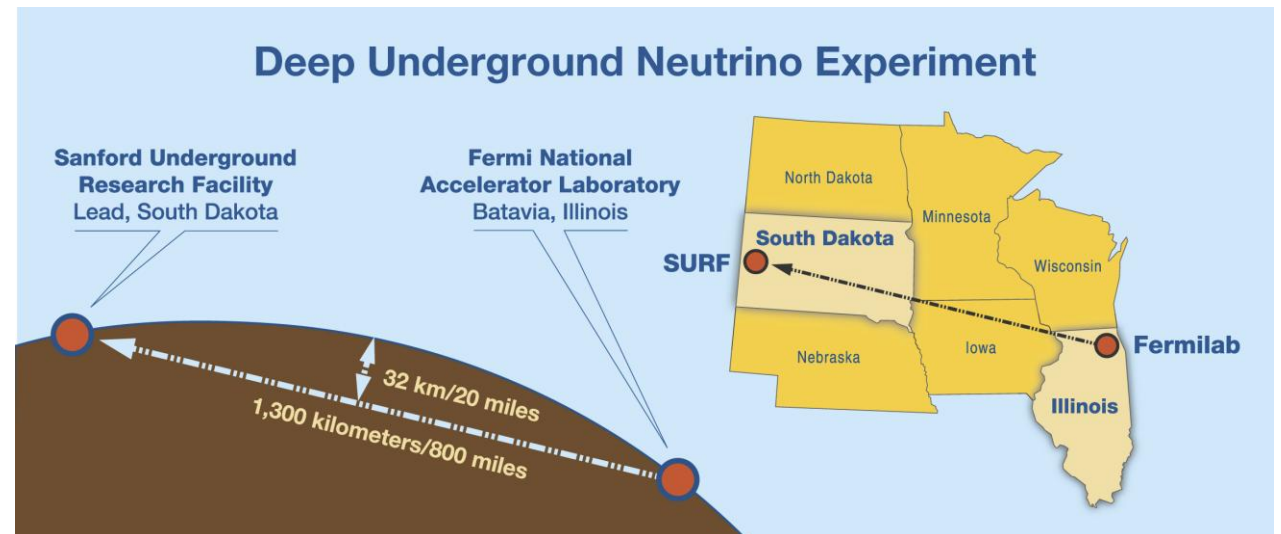 Deep Underground Neutrino Experiment
Sanford Underground
Research Facility
Lead, South Dakota
Fermi National
Accelerator Laboratory
Batavia, Illinois
32 km/20 miles
1,300 kilometers/800 miles
North Dakota
Minnesota
South Dakota
SURF
Wisconsin
Nebraska
Iowa
Fermilab
Illinois